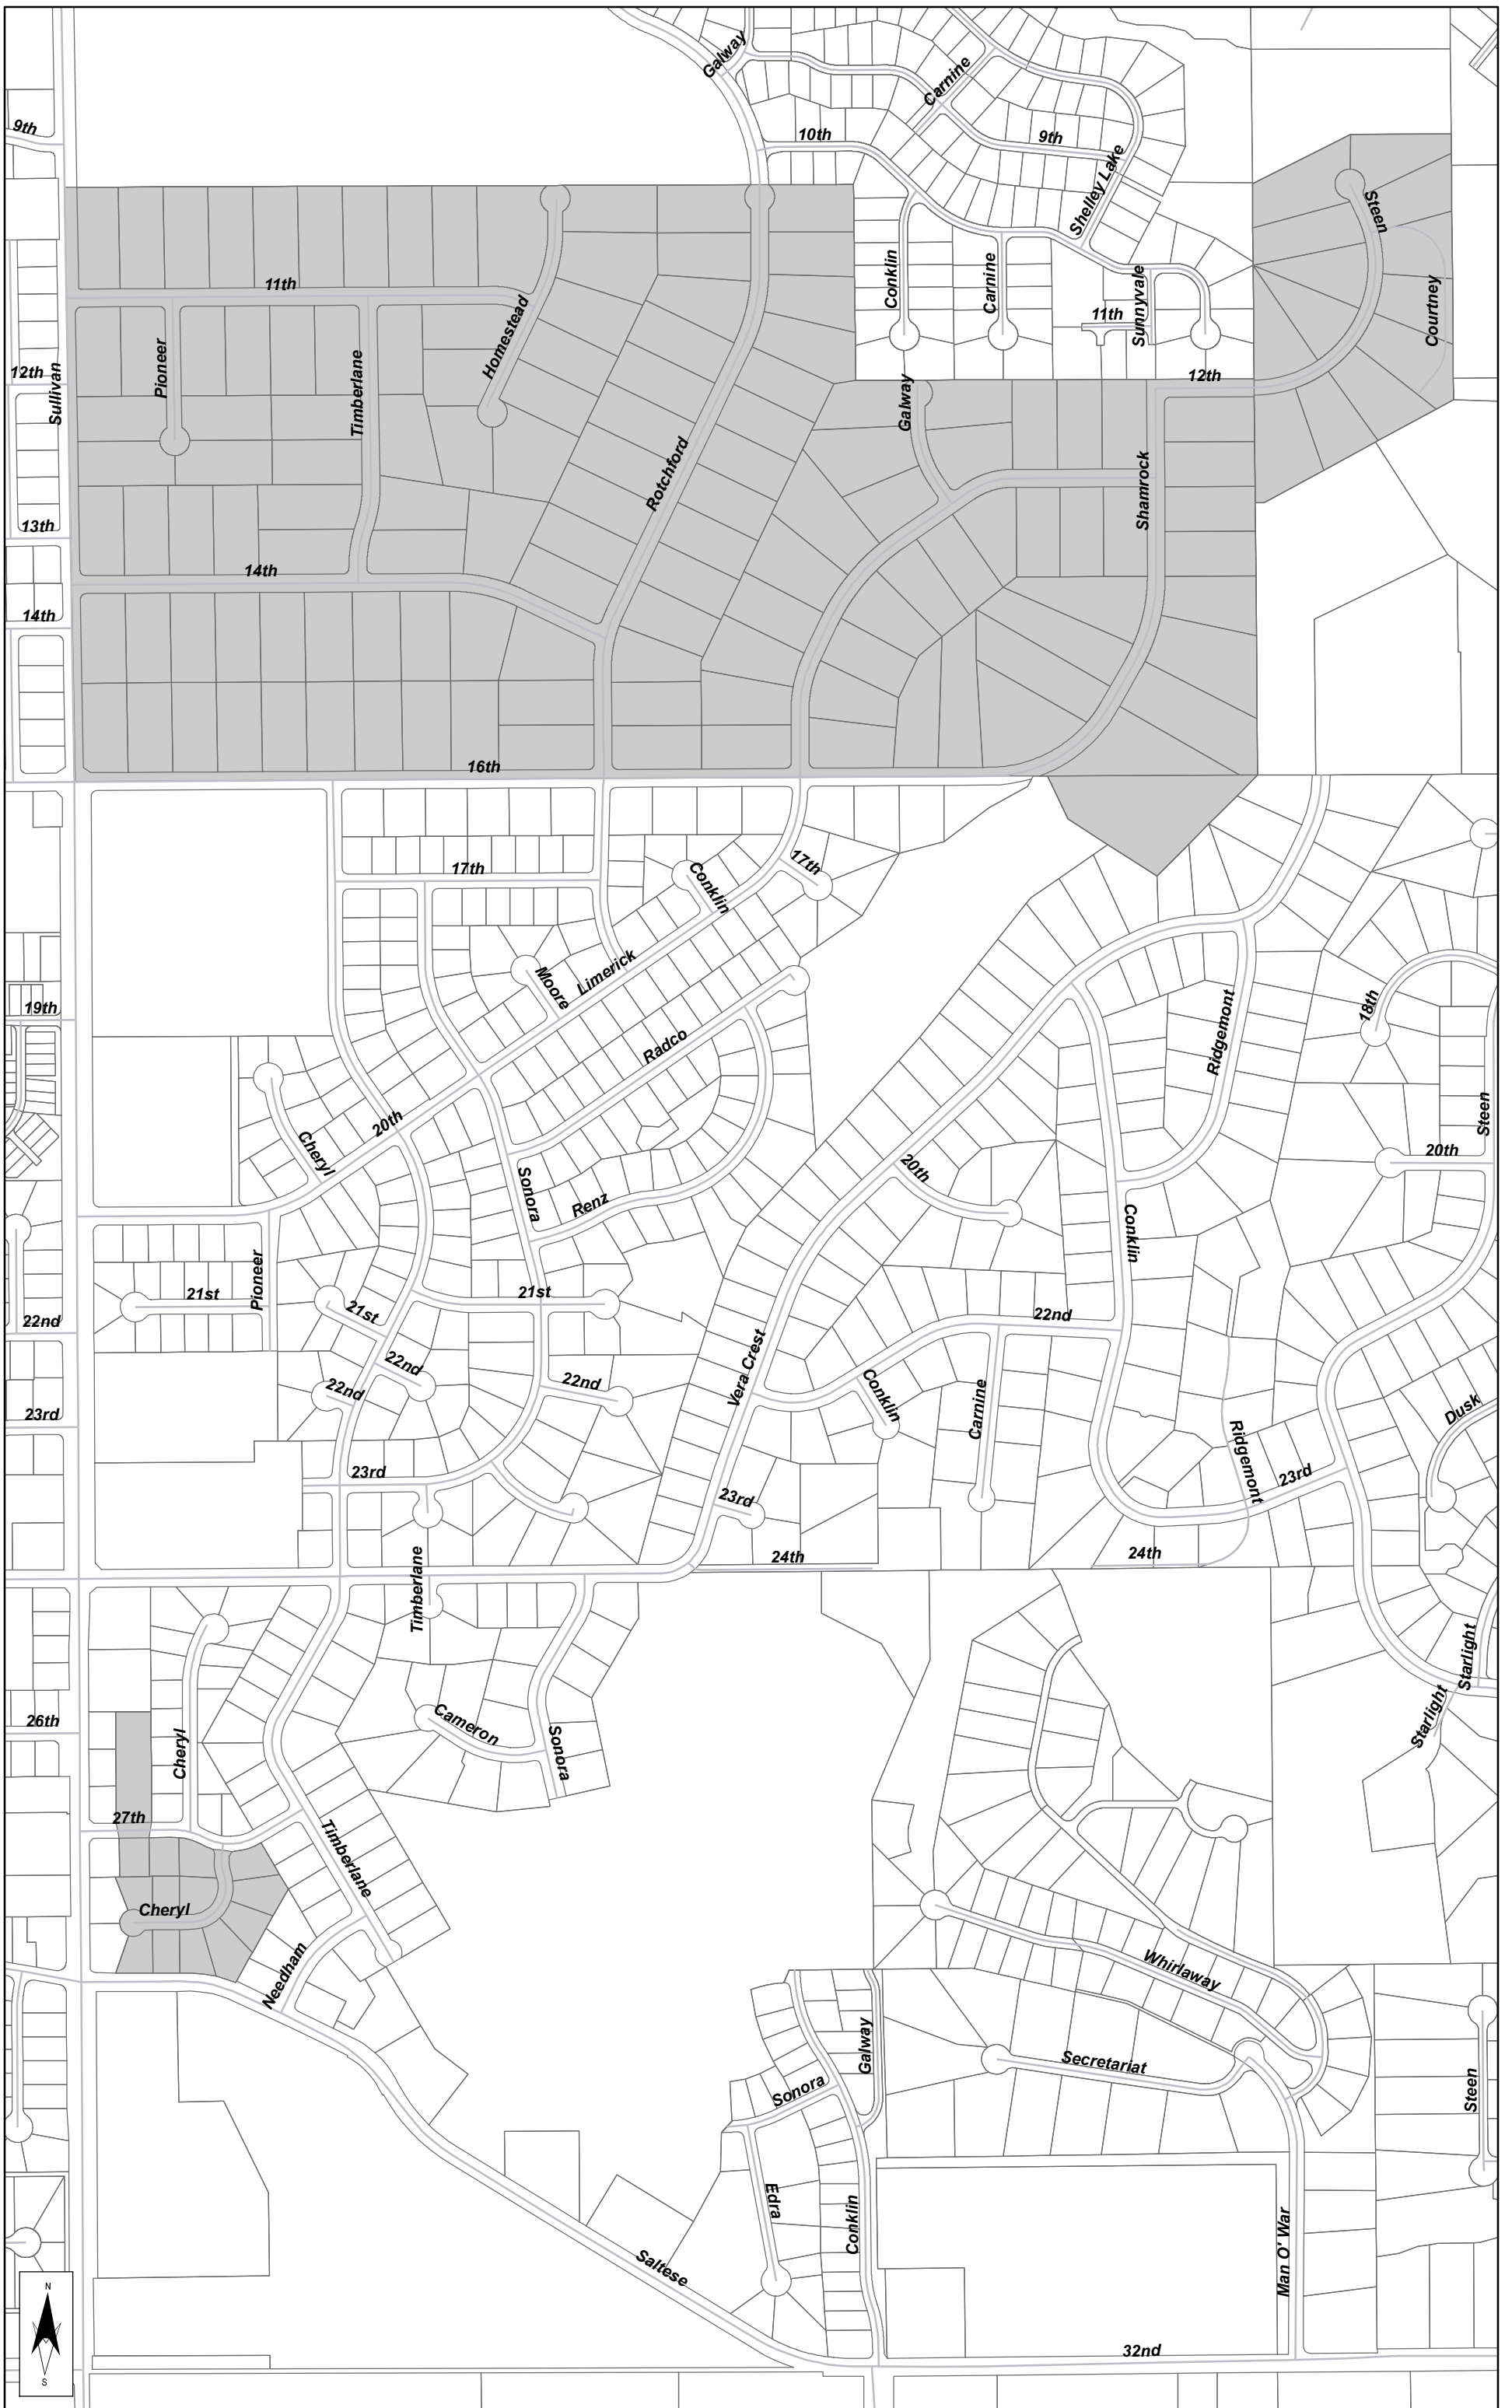 Galway
Carnine
9th
10th
9th
Shelley Lake
Steen
Conklin
Carnine
Sunnyvale
11th
11th
Homestead
Courtney
Pioneer
Timberlane
12th
Sullivan
Galway
12th
Rotchford
Shamrock
13th
14th
14th
16th
17th
17th
Conklin
Moore
Limerick
19th
18th
Radco
Ridgemont
20th
Steen
Cheryl
20th
20th
Sonora
Renz
Conklin
Pioneer
21st
21st
21st
22nd
22nd
22nd
22nd
22nd
Vera Crest
Conklin
Carnine
23rd
Dusk
Ridgemont
23rd
23rd
23rd
24th
24th
Timberlane
Starlight
Starlight
26th
Cheryl
Cameron
Sonora
27th
Timberlane
Cheryl
Needham
Whirlaway
Galway
Secretariat
Sonora
Steen
Edra
Conklin
Man O' War
Saltese
32nd
N
S